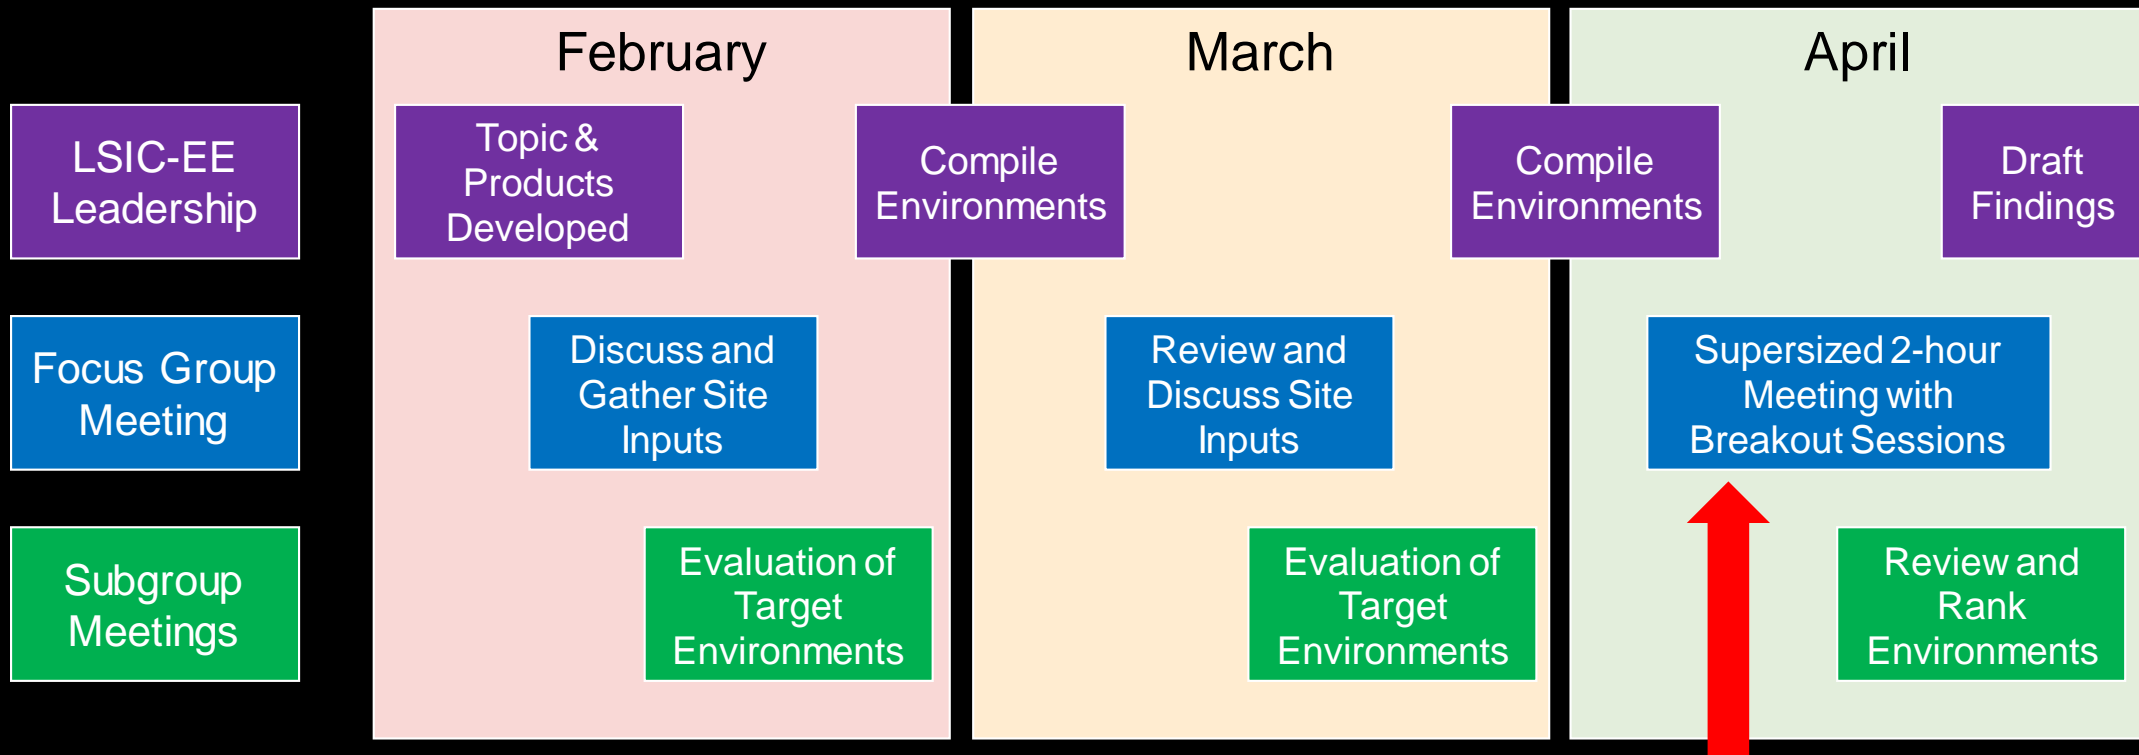 February
March
April
LSIC-EE
Leadership
Topic &
Products
Developed
Compile
Environments
Compile
Environments
Draft
Findings
Focus Group
Meeting
Discuss and
Gather Site
Inputs
Review and
Discuss Site
Inputs
Supersized 2-hour
Meeting with
Breakout Sessions
Subgroup
Meetings
Evaluation of
Target
Environments
Evaluation of
Target
Environments
Review and
Rank
Environments